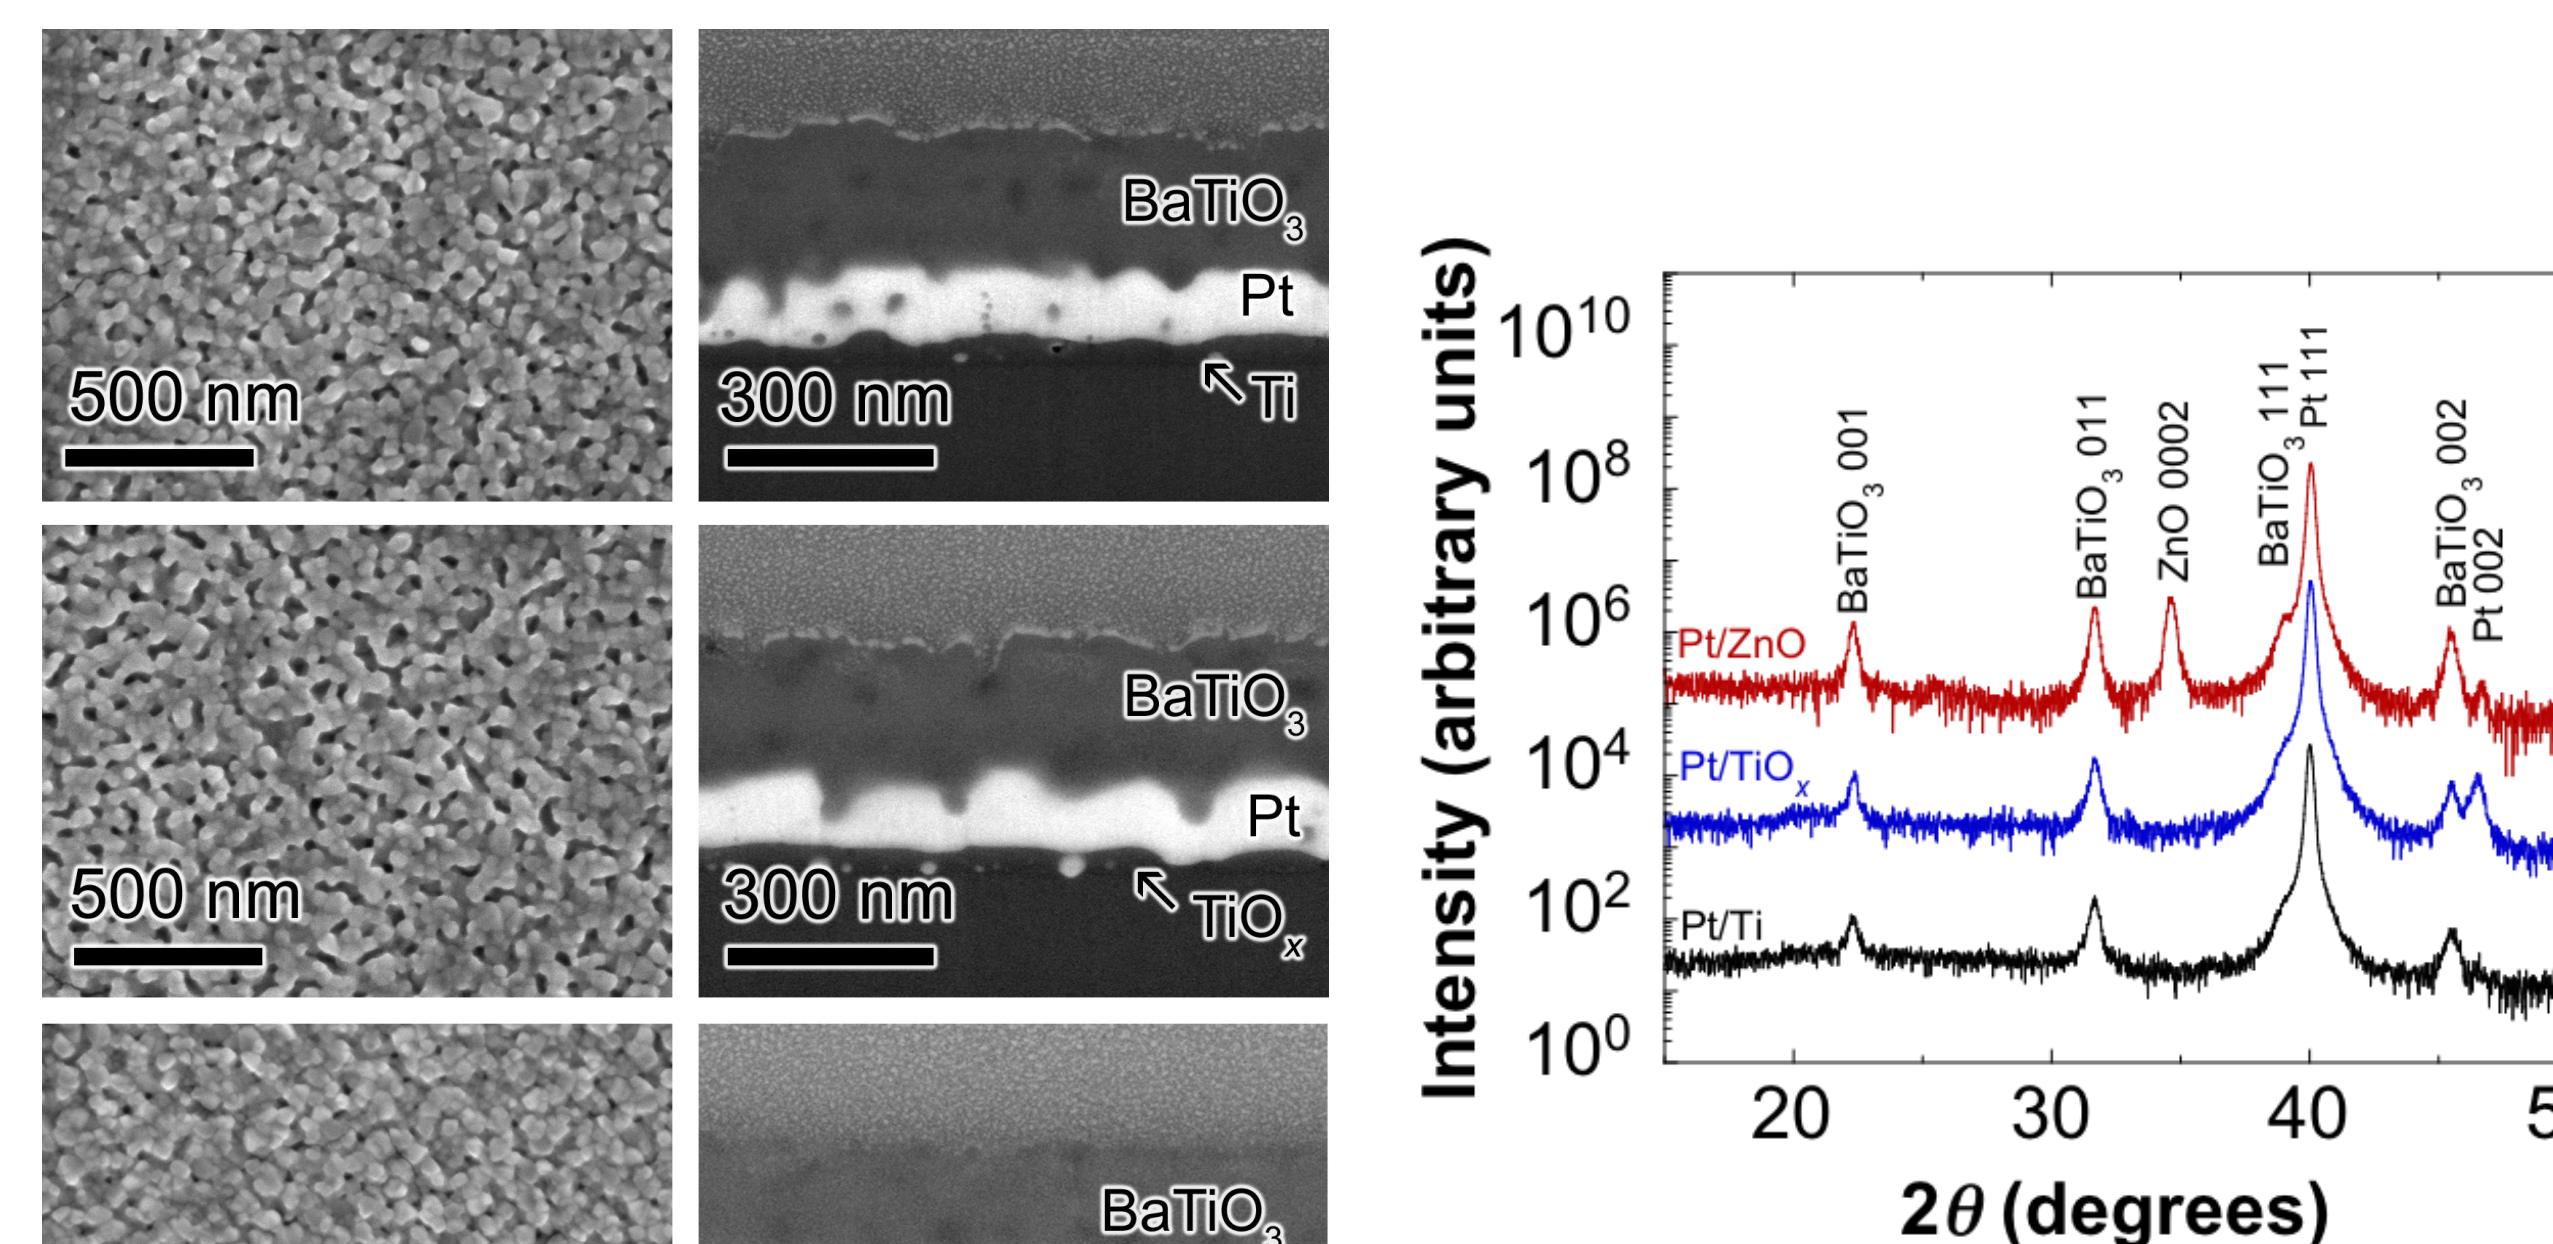 500 nm
BaTiO3
Pt
Ti
300 nm
500 nm
BaTiO3
Pt
TiOx
300 nm
BaTiO3
Intensity (arbitrary units)
10^10
10^8
10^6
10^4
10^2
10^0
BaTiO3 001
BaTiO3 011
ZnO 0002
BaTiO3 111
Pt 111
BaTiO3 002
Pt 002
Pt/ZnO
Pt/TiOx
Pt/Ti
20 30 40 5
2θ (degrees)